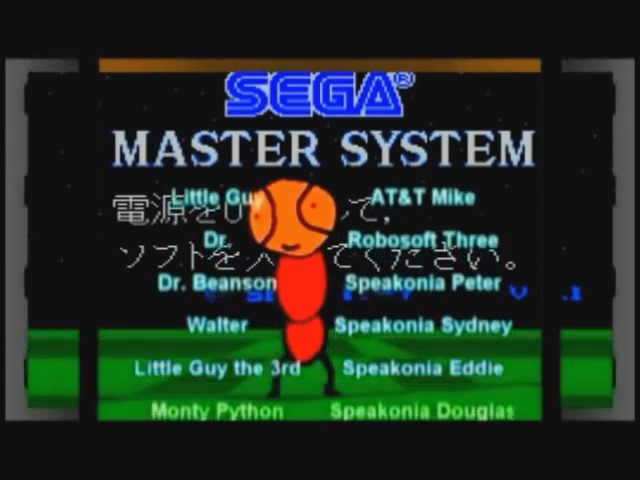 SEGA®
MASTER SYSTEM
Little Guy AT&T Mike
電源を て,
Dr. Robosoft Three
ソフトを てください。
Dr. Beanson Speakonia Peter
Walter Speakonia Sydney
Little Guy the 3rd Speakonia Eddie
Monty Python Speakonia Douglas